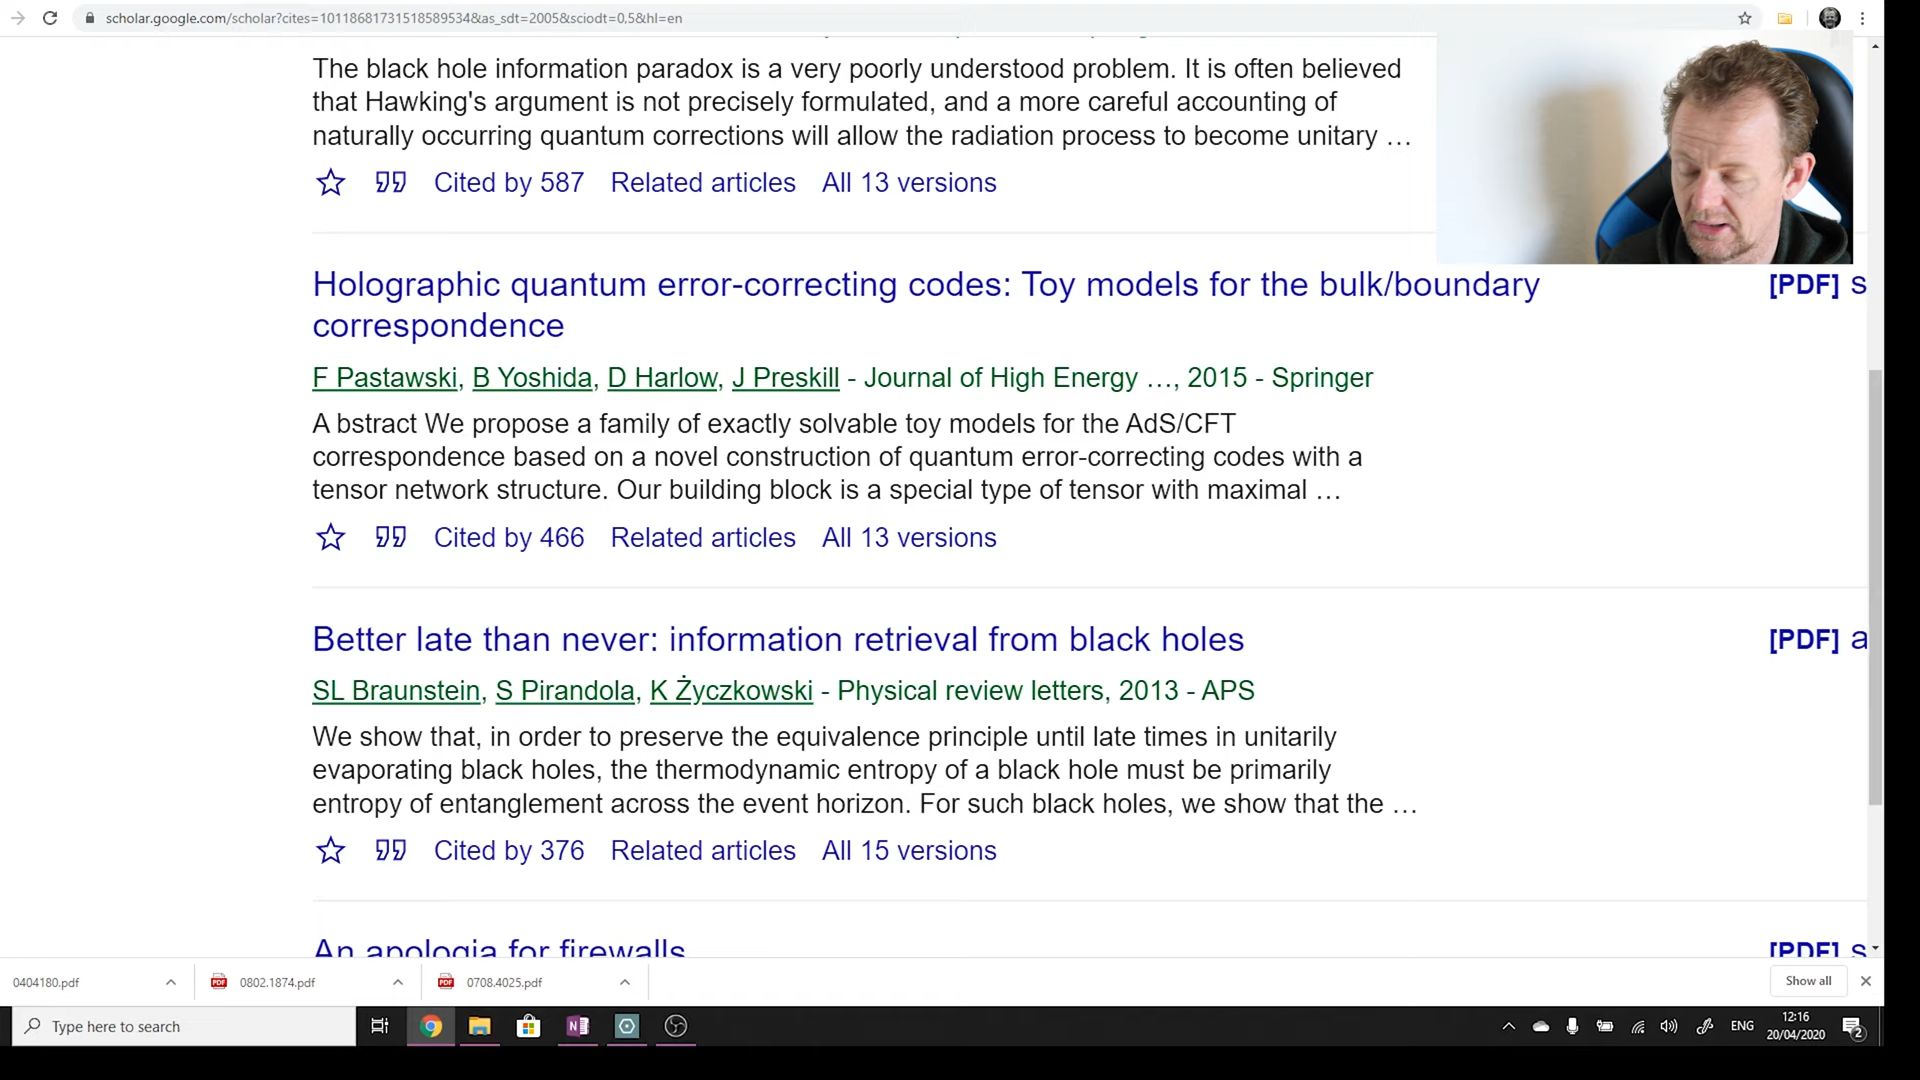 scholar.google.com/scholar?cites=10118681731518589534&as_sdt=2005&sciodt=0,5&hl=en
The black hole information paradox is a very poorly understood problem. It is often believed
that Hawking's argument is not precisely formulated, and a more careful accounting of
naturally occurring quantum corrections will allow the radiation process to become unitary …
Cited by 587 Related articles All 13 versions
Holographic quantum error-correcting codes: Toy models for the bulk/boundary
correspondence
[PDF] s
F Pastawski, B Yoshida, D Harlow, J Preskill - Journal of High Energy …, 2015 - Springer
A bstract We propose a family of exactly solvable toy models for the AdS/CFT
correspondence based on a novel construction of quantum error-correcting codes with a
tensor network structure. Our building block is a special type of tensor with maximal …
Cited by 466 Related articles All 13 versions
Better late than never: information retrieval from black holes
[PDF] a
SL Braunstein, S Pirandola, K Życzkowski - Physical review letters, 2013 - APS
We show that, in order to preserve the equivalence principle until late times in unitarily
evaporating black holes, the thermodynamic entropy of a black hole must be primarily
entropy of entanglement across the event horizon. For such black holes, we show that the …
Cited by 376 Related articles All 15 versions
An apologia for firewalls
[PDF] s
0404180.pdf
0802.1874.pdf
0708.4025.pdf
Show all
Type here to search
ENG
12:16
20/04/2020
2